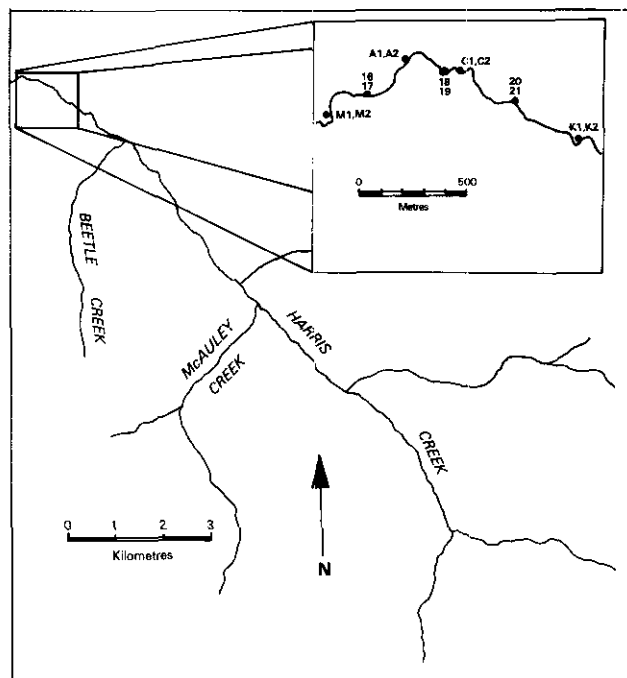 A1,A2
C1,C2
16
17
18
19
20
21
M1,M2
K1,K2
0 500
Metres
BEETLE
CREEK
McAULEY
CREEK
HARRIS
CREEK
0 1 2 3
Kilometres
N